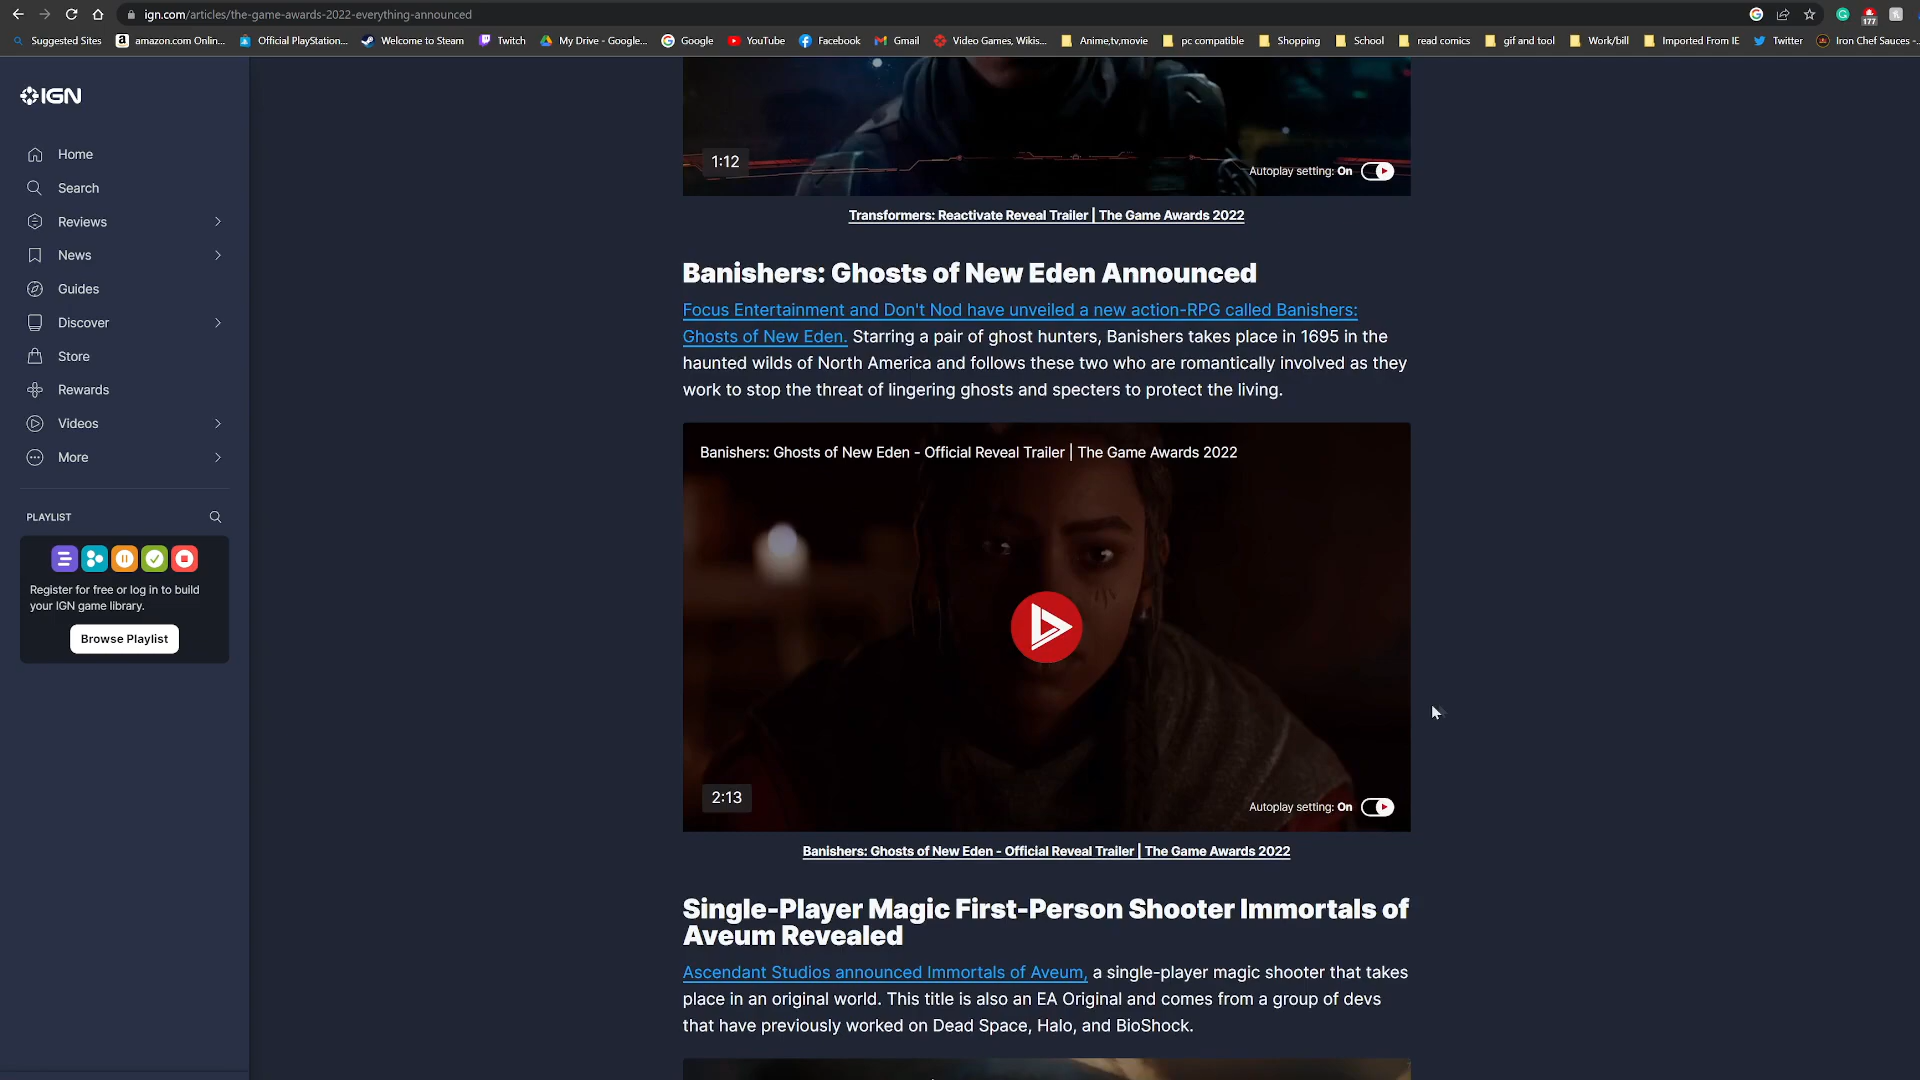 ign.com/articles/the-game-awards-2022-everything-announced
177
Suggested Sites
amazon.com Onlin...
Official PlayStation...
Welcome to Steam
Twitch
My Drive - Google...
Google
YouTube
Facebook
Gmail
Video Games, Wikis...
Anime,tv,movie
pc compatible
Shopping
School
read comics
gif and tool
Work/bill
Imported From IE
Twitter
Iron Chef Sauces -...
IGN
Home
Search
Reviews
News
Guides
Discover
Store
Rewards
Videos
More
PLAYLIST
Register for free or log in to build
your IGN game library.
Browse Playlist
1:12
Autoplay setting: On
Transformers: Reactivate Reveal Trailer | The Game Awards 2022
Banishers: Ghosts of New Eden Announced
Focus Entertainment and Don't Nod have unveiled a new action-RPG called Banishers:
Ghosts of New Eden. Starring a pair of ghost hunters, Banishers takes place in 1695 in the
haunted wilds of North America and follows these two who are romantically involved as they
work to stop the threat of lingering ghosts and specters to protect the living.
Banishers: Ghosts of New Eden - Official Reveal Trailer | The Game Awards 2022
2:13
Autoplay setting: On
Banishers: Ghosts of New Eden - Official Reveal Trailer | The Game Awards 2022
Single-Player Magic First-Person Shooter Immortals of
Aveum Revealed
Ascendant Studios announced Immortals of Aveum, a single-player magic shooter that takes
place in an original world. This title is also an EA Original and comes from a group of devs
that have previously worked on Dead Space, Halo, and BioShock.